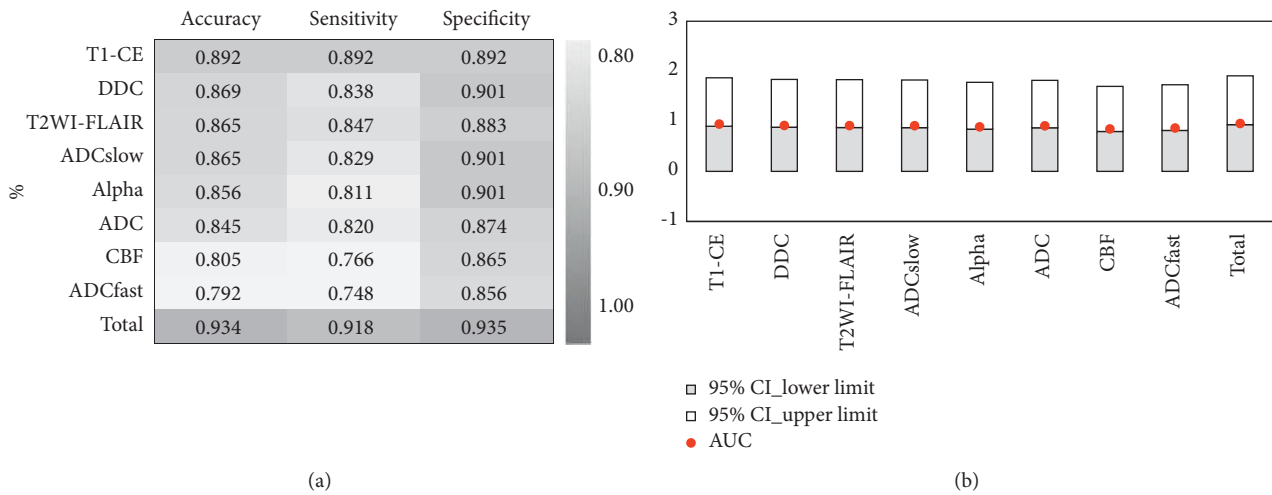 Accuracy Sensitivity Specificity
T1-CE 0.892 0.892 0.892
DDC 0.869 0.838 0.901
T2WI-FLAIR 0.865 0.847 0.883
ADCslow 0.865 0.829 0.901
Alpha 0.856 0.811 0.901
ADC 0.845 0.820 0.874
CBF 0.805 0.766 0.865
ADCfast 0.792 0.748 0.856
Total 0.934 0.918 0.935
%
0.80
0.90
1.00
(a)
3
2
1
0
-1
T1-CE
DDC
T2WI-FLAIR
ADCslow
Alpha
ADC
CBF
ADCfast
Total
95% CI_lower limit
95% CI_upper limit
AUC
(b)